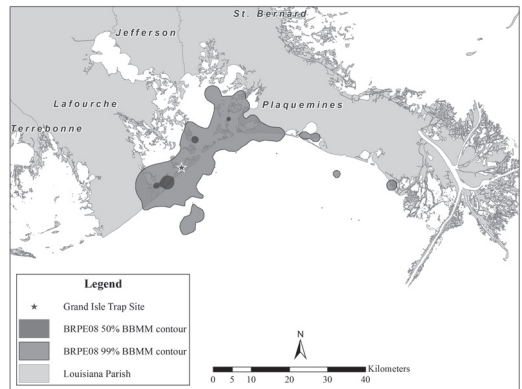 St. Bernard
Jefferson
Lafourche
Plaquemines
Terrebonne
Legend
Grand Isle Trap Site
BRPE08 50% BBMM contour
BRPE08 99% BBMM contour
Louisiana Parish
N
Kilometers
0 5 10 20 30 40